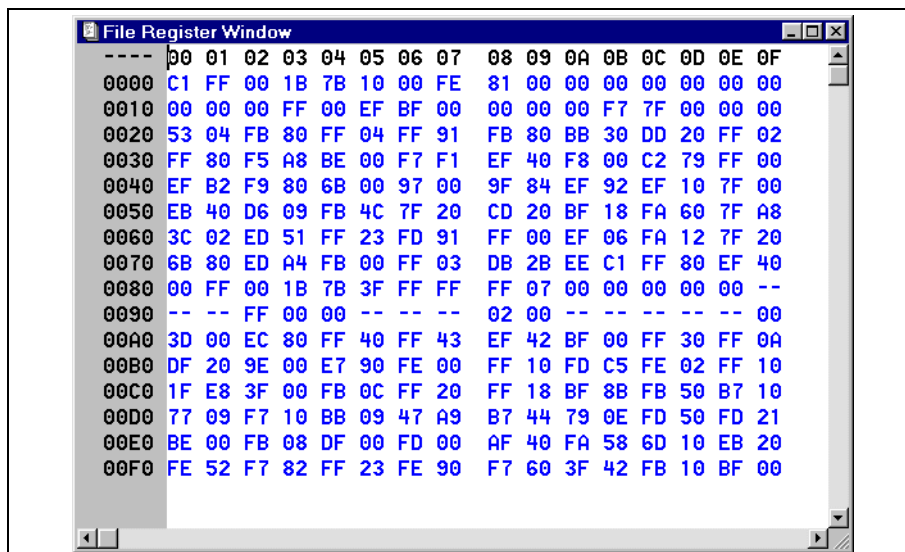 File Register Window
---- 00 01 02 03 04 05 06 07 08 09 0A 0B 0C 0D 0E 0F
0000 C1 FF 00 1B 7B 10 00 FE 81 00 00 00 00 00 00 00
0010 00 00 00 FF 00 EF BF 00 00 00 00 F7 7F 00 00 00
0020 53 04 FB 80 FF 04 FF 91 FB 80 BB 30 DD 20 FF 02
0030 FF 80 F5 A8 BE 00 F7 F1 EF 40 F8 00 C2 79 FF 00
0040 EF B2 F9 80 6B 00 97 00 9F 84 EF 92 EF 10 7F 00
0050 EB 40 D6 09 FB 4C 7F 20 CD 20 BF 18 FA 60 7F A8
0060 3C 02 ED 51 FF 23 FD 91 FF 00 EF 06 FA 12 7F 20
0070 6B 80 ED A4 FB 00 FF 03 DB 2B EE C1 FF 80 EF 40
0080 00 FF 00 1B 7B 3F FF FF FF 07 00 00 00 00 00 --
0090 -- -- FF 00 00 -- -- -- 02 00 -- -- -- -- -- 00
00A0 3D 00 EC 80 FF 40 FF 43 EF 42 BF 00 FF 30 FF 0A
00B0 DF 20 9E 00 E7 90 FE 00 FF 10 FD C5 FE 02 FF 10
00C0 1F E8 3F 00 FB 0C FF 20 FF 18 BF 8B FB 50 B7 10
00D0 77 09 F7 10 BB 09 47 A9 B7 44 79 0E FD 50 FD 21
00E0 BE 00 FB 08 DF 00 FD 00 AF 40 FA 58 6D 10 EB 20
00F0 FE 52 F7 82 FF 23 FE 90 F7 60 3F 42 FB 10 BF 00